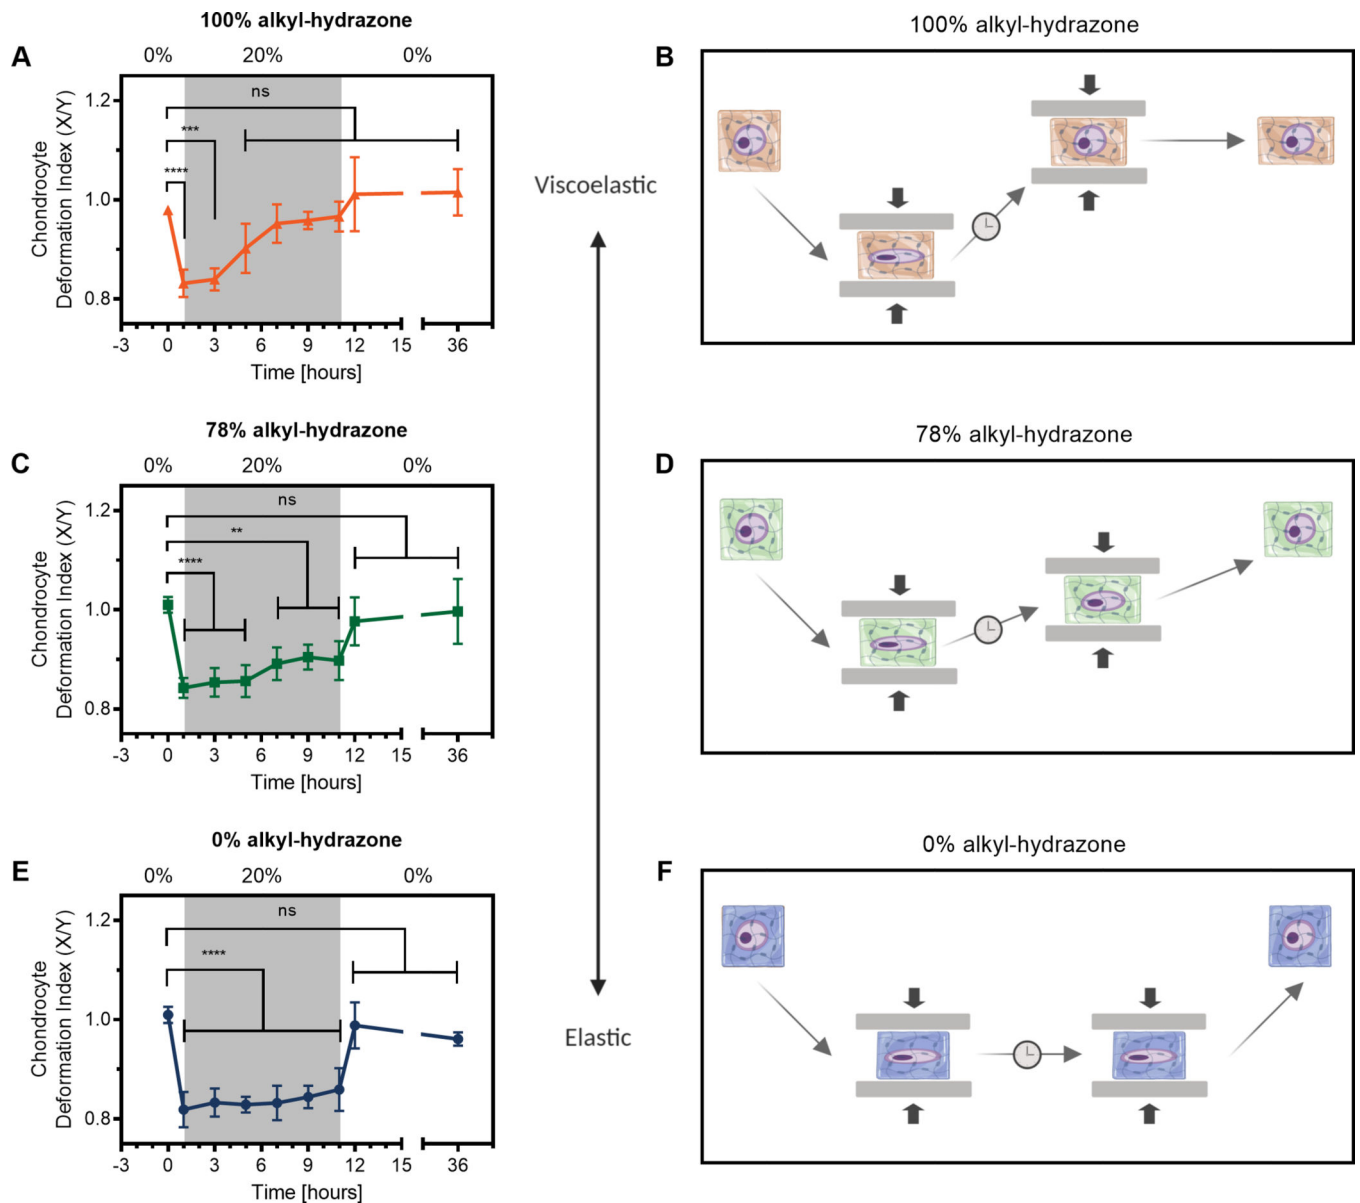 100% alkyl-hydrazone
A
0% 20% 0%
Chondrocyte
Deformation Index (X/Y)
1.2
1.0
0.8
ns
***
****
-3 0 3 6 9 12 15 36
Time [hours]
B
100% alkyl-hydrazone
Viscoelastic
78% alkyl-hydrazone
C
0% 20% 0%
Chondrocyte
Deformation Index (X/Y)
1.2
1.0
0.8
ns
**
****
-3 0 3 6 9 12 15 36
Time [hours]
D
78% alkyl-hydrazone
0% alkyl-hydrazone
E
0% 20% 0%
Chondrocyte
Deformation Index (X/Y)
1.2
1.0
0.8
ns
****
-3 0 3 6 9 12 15 36
Time [hours]
Elastic
F
0% alkyl-hydrazone